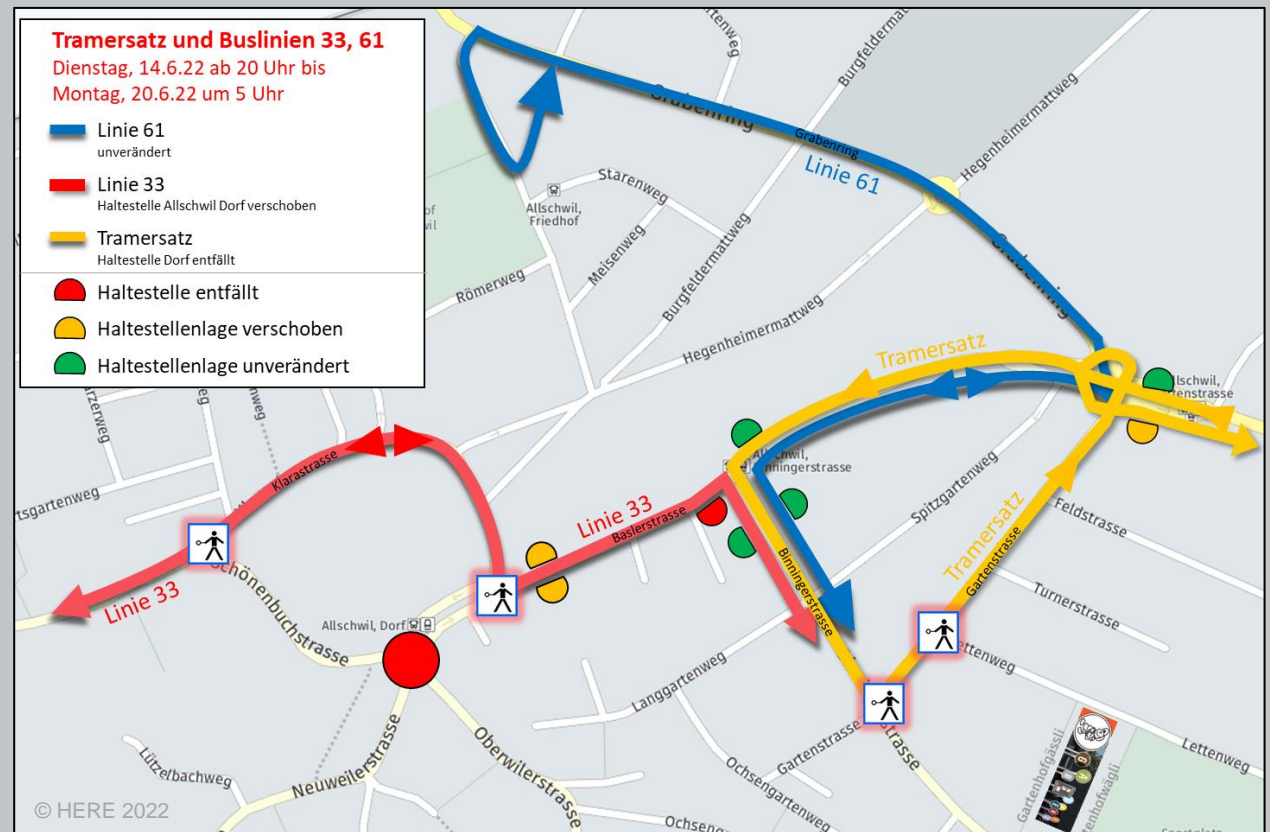 Tramersatz und Buslinien 33, 61
Dienstag, 14.6.22 ab 20 Uhr bis
Montag, 20.6.22 um 5 Uhr
Linie 61
unverändert
Linie 33
Haltestelle Allschwil Dorf verschoben
Tramersatz
Haltestelle Dorf entfällt
Haltestelle entfällt
Haltestellenlage verschoben
Haltestellenlage unverändert
Burgfeldermattweg
Grabenring
Grabenring
Linie 61
Hegenheimermattweg
Starenweg
Allschwil,
Friedhof
Meisenweg
Burgfeldermattweg
Römerweg
Hegenheimermattweg
Grabenring
Tramersatz
Allschwil,
Binningerstrasse
Klarastrasse
Linie 33
Baslerstrasse
Spitzgartenweg
Feldstrasse
Tramersatz
Gartenstrasse
Turnerstrasse
Binningerstrasse
Linie 33
Schönenbuchstrasse
Allschwil, Dorf
Langgartenweg
Lettenweg
Gartenstrasse
Oberwilerstrasse
Neuweilerstrasse
Lützelbachweg
Ochsengartenweg
Gartenhofgässli
Lettenweg
© HERE 2022